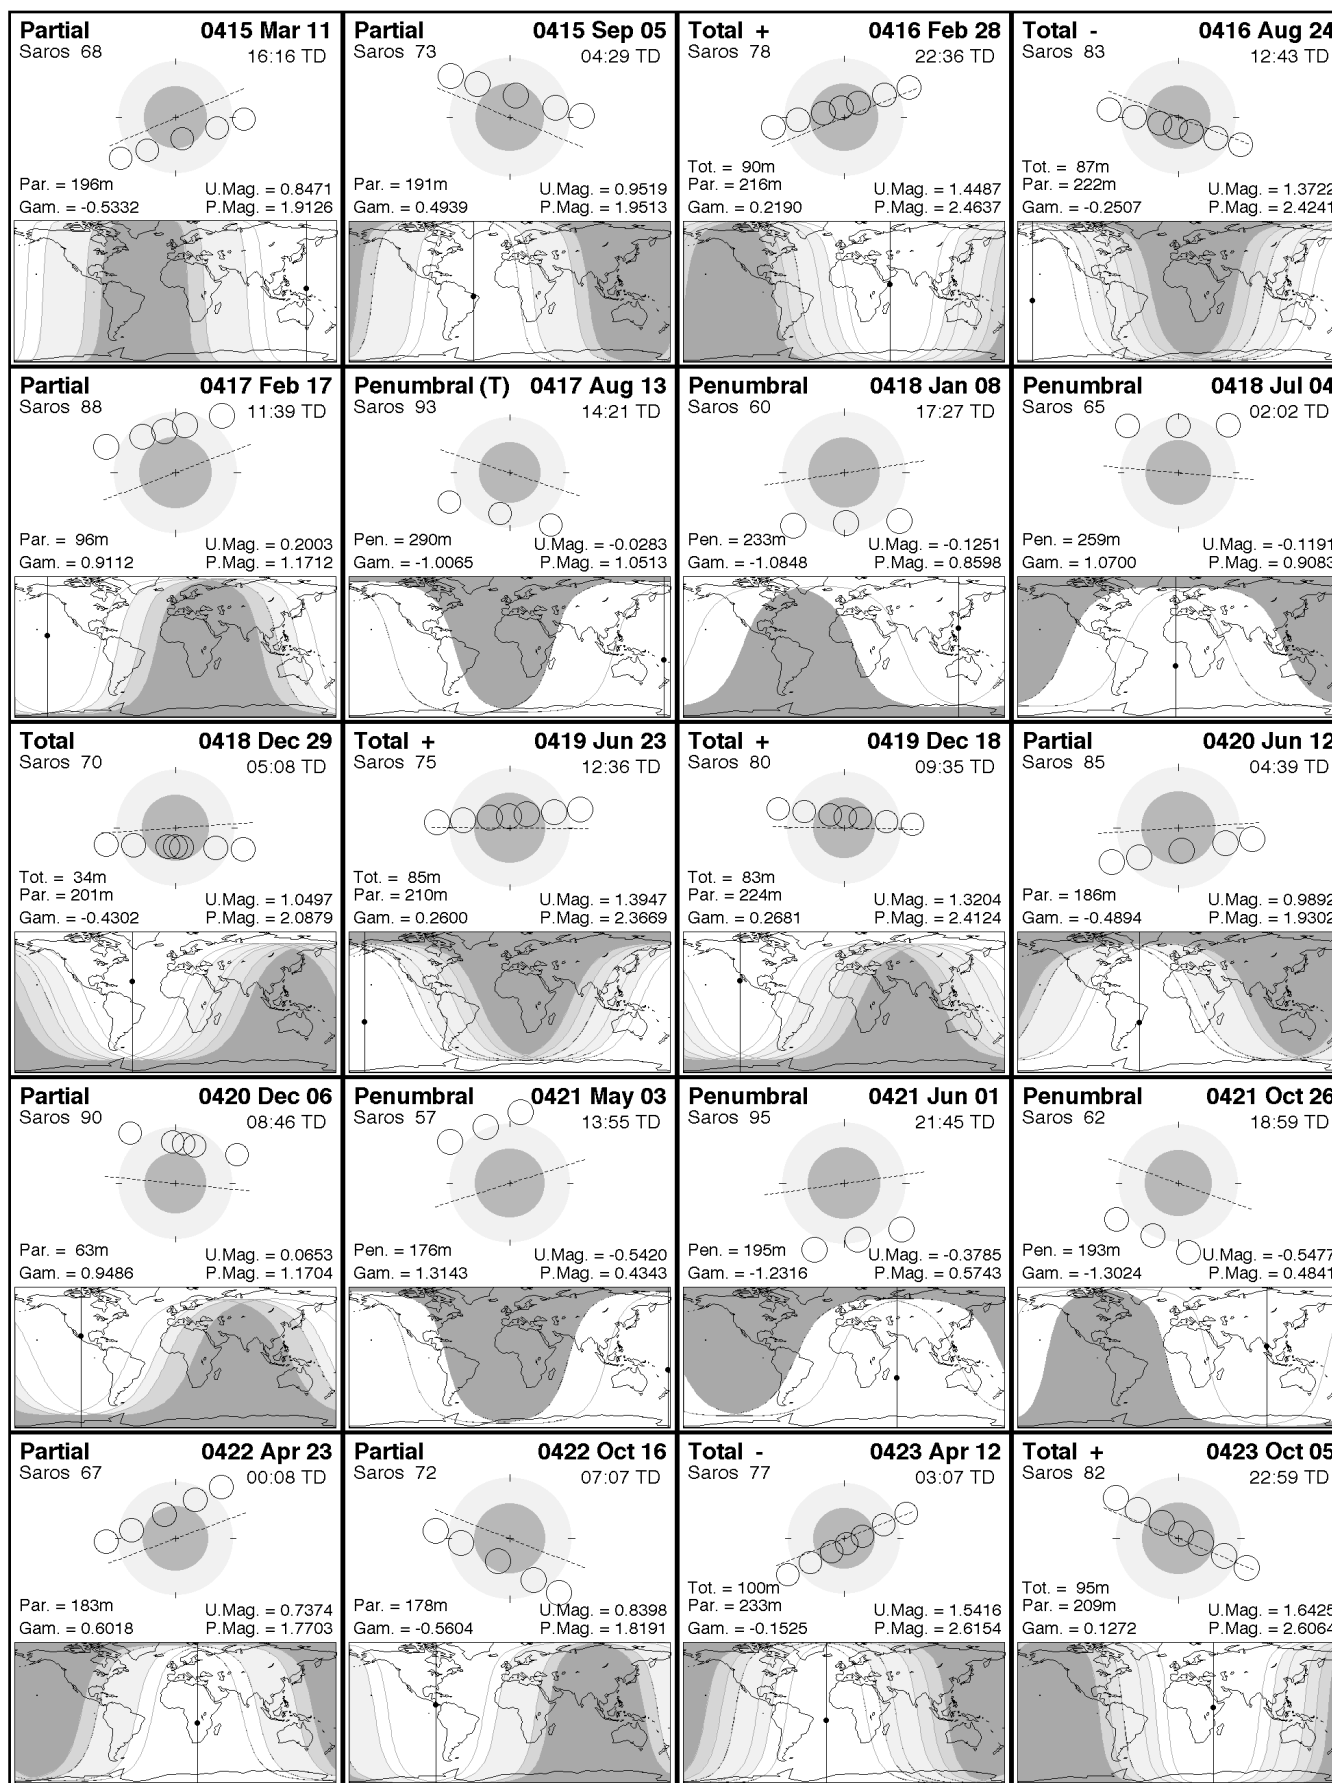 Partial 0415 Mar 11
Saros 68 16:16 TD
Par. = 196m U.Mag. = 0.8471
Gam. = -0.5332 P.Mag. = 1.9126
Partial 0415 Sep 05
Saros 73 04:29 TD
Par. = 191m U.Mag. = 0.9519
Gam. = 0.4939 P.Mag. = 1.9513
Total + 0416 Feb 28
Saros 78 22:36 TD
Tot. = 90m
Par. = 216m U.Mag. = 1.4487
Gam. = 0.2190 P.Mag. = 2.4637
Total - 0416 Aug 24
Saros 83 12:43 TD
Tot. = 87m
Par. = 222m U.Mag. = 1.3722
Gam. = -0.2507 P.Mag. = 2.4241
Partial 0417 Feb 17
Saros 88 11:39 TD
Par. = 96m U.Mag. = 0.2003
Gam. = 0.9112 P.Mag. = 1.1712
Penumbral (T) 0417 Aug 13
Saros 93 14:21 TD
Pen. = 290m U.Mag. = -0.0283
Gam. = -1.0065 P.Mag. = 1.0513
Penumbral 0418 Jan 08
Saros 60 17:27 TD
Pen. = 233m U.Mag. = -0.1251
Gam. = -1.0848 P.Mag. = 0.8598
Penumbral 0418 Jul 04
Saros 65 02:02 TD
Pen. = 259m U.Mag. = -0.1191
Gam. = 1.0700 P.Mag. = 0.9083
Total 0418 Dec 29
Saros 70 05:08 TD
Tot. = 34m
Par. = 201m U.Mag. = 1.0497
Gam. = -0.4302 P.Mag. = 2.0879
Total + 0419 Jun 23
Saros 75 12:36 TD
Tot. = 85m
Par. = 210m U.Mag. = 1.3947
Gam. = 0.2600 P.Mag. = 2.3669
Total + 0419 Dec 18
Saros 80 09:35 TD
Tot. = 83m
Par. = 224m U.Mag. = 1.3204
Gam. = 0.2681 P.Mag. = 2.4124
Partial 0420 Jun 12
Saros 85 04:39 TD
Par. = 186m U.Mag. = 0.9892
Gam. = -0.4894 P.Mag. = 1.9302
Partial 0420 Dec 06
Saros 90 08:46 TD
Par. = 63m U.Mag. = 0.0653
Gam. = 0.9486 P.Mag. = 1.1704
Penumbral 0421 May 03
Saros 57 13:55 TD
Pen. = 176m U.Mag. = -0.5420
Gam. = 1.3143 P.Mag. = 0.4343
Penumbral 0421 Jun 01
Saros 95 21:45 TD
Pen. = 195m U.Mag. = -0.3785
Gam. = -1.2316 P.Mag. = 0.5743
Penumbral 0421 Oct 26
Saros 62 18:59 TD
Pen. = 193m U.Mag. = -0.5477
Gam. = -1.3024 P.Mag. = 0.4841
Partial 0422 Apr 23
Saros 67 00:08 TD
Par. = 183m U.Mag. = 0.7374
Gam. = 0.6018 P.Mag. = 1.7703
Partial 0422 Oct 16
Saros 72 07:07 TD
Par. = 178m U.Mag. = 0.8398
Gam. = -0.5604 P.Mag. = 1.8191
Total - 0423 Apr 12
Saros 77 03:07 TD
Tot. = 100m
Par. = 233m U.Mag. = 1.5416
Gam. = -0.1525 P.Mag. = 2.6154
Total + 0423 Oct 05
Saros 82 22:59 TD
Tot. = 95m
Par. = 209m U.Mag. = 1.6425
Gam. = 0.1272 P.Mag. = 2.6064